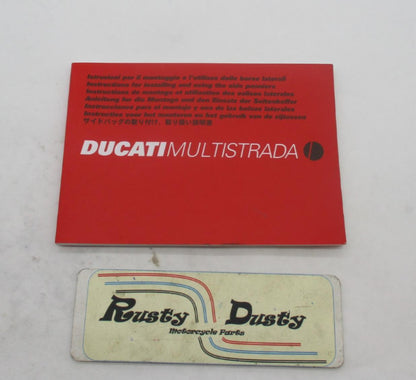 Istruzioni per il montaggio e l'utilizzo delle borse laterali
Instructions for installing and using the side panniers
Instructions de montage et utilisation des valises latérales
Anleitung für die Montage und den Einsatz der Seitenkoffer
Instrucciones para el montaje y uso de las bolsas laterales
Instructies voor het monteren en het gebruik van de zijtassen
サイドバッグの取り付け、取り扱い説明書
DUCATIMULTISTRADA
Rusty Dusty
Motorcycle Parts